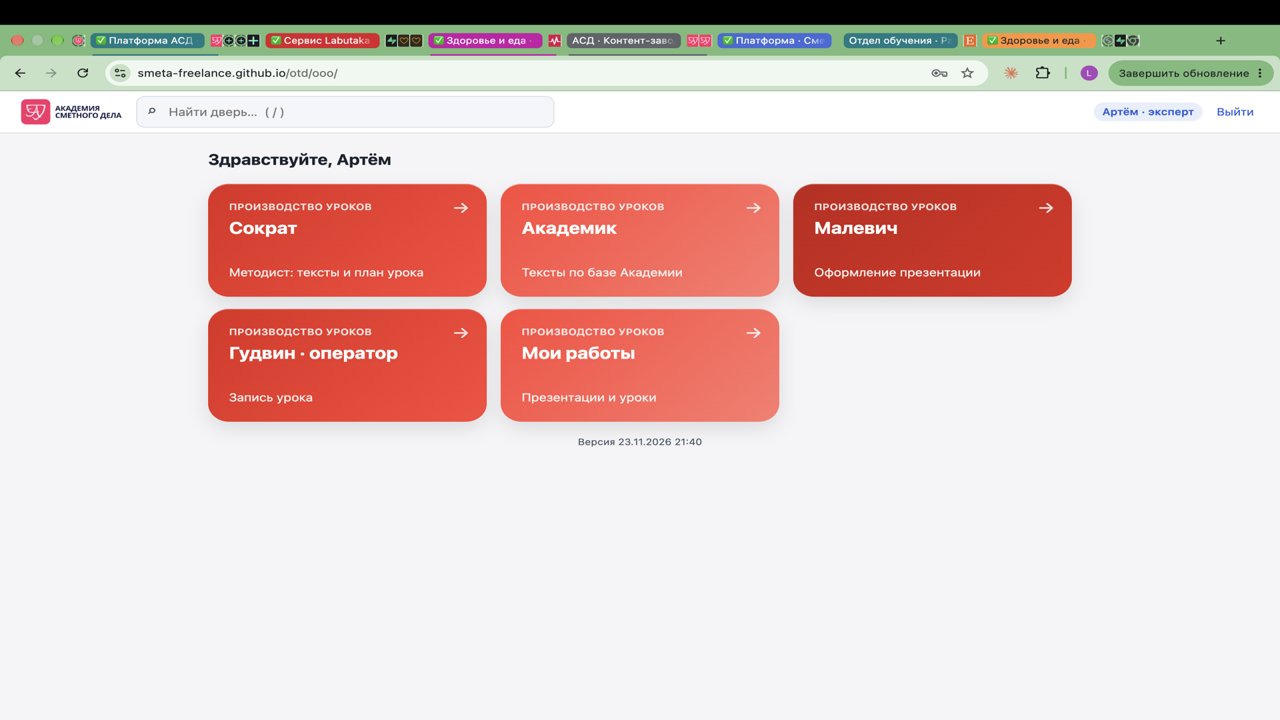 ✅ Платформа АСД
✅ Сервис Labutaka
✅ Здоровье и еда ·
АСД · Контент-заво
✅ Платформа · Сме
Отдел обучения · Ра
✅ Здоровье и еда ·
smeta-freelance.github.io/otd/ooo/
L
Завершить обновление
АКАДЕМИЯ
СМЕТНОГО ДЕЛА
Найти дверь... ( / )
Артём · эксперт
Выйти
Здравствуйте, Артём
ПРОИЗВОДСТВО УРОКОВ
Сократ
Методист: тексты и план урока
ПРОИЗВОДСТВО УРОКОВ
Академик
Тексты по базе Академии
ПРОИЗВОДСТВО УРОКОВ
Малевич
Оформление презентации
ПРОИЗВОДСТВО УРОКОВ
Гудвин · оператор
Запись урока
ПРОИЗВОДСТВО УРОКОВ
Мои работы
Презентации и уроки
Версия 23.11.2026 21:40